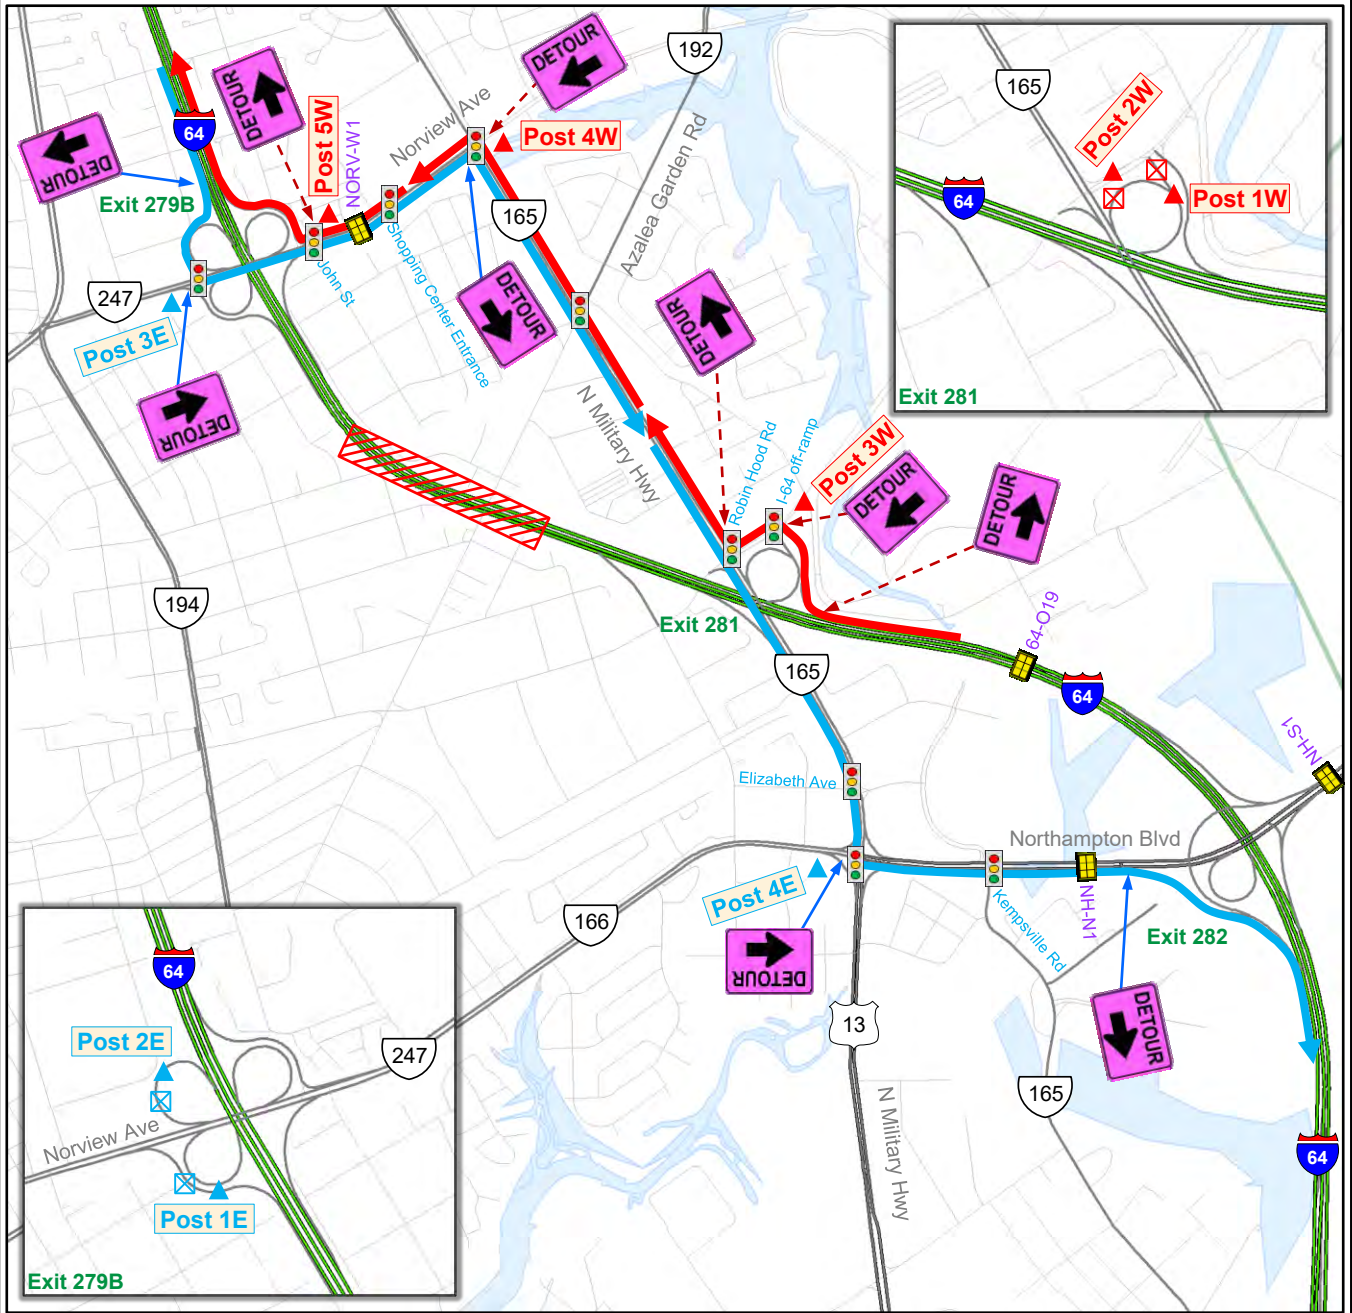 192
DETOUR
DETOUR
165
Post 2W
Post 5W
NORV-W1
Norview Ave
Post 4W
64
DETOUR
Exit 279B
Azalea Garden Rd
64
Post 1W
165
247
John St
Shopping Center Entrance
DETOUR
Post 3E
DETOUR
DETOUR
Exit 281
N Military Hwy
Robin Hood Rd
I-64 off-ramp
Post 3W
DETOUR
DETOUR
194
Exit 281
64-O19
165
64
NH-S1
Elizabeth Ave
Northampton Blvd
Post 4E
Kempsville Rd
NH-N1
166
Exit 282
DETOUR
64
DETOUR
13
Post 2E
247
165
N Military Hwy
Norview Ave
64
Post 1E
Exit 279B